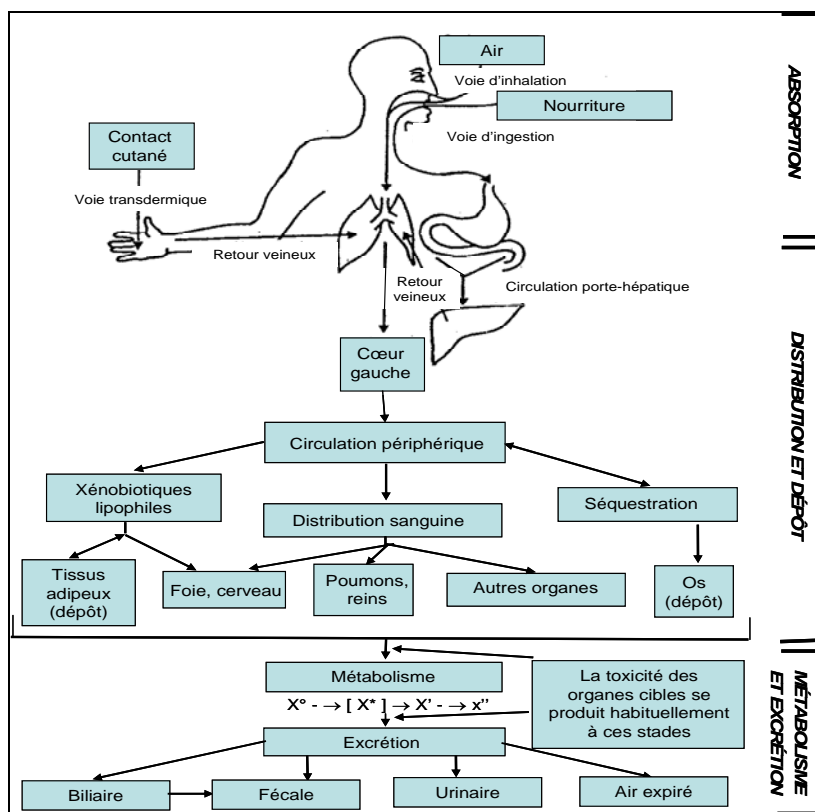 Air
Voie d'inhalation
Nourriture
Voie d'ingestion
Contact
cutané
Voie transdermique
Retour veineux
Retour
veineux
Circulation porte-hépatique
ABSORPTION
Cœur
gauche
Circulation périphérique
Xénobiotiques
lipophiles
Distribution sanguine
Séquestration
Tissus
adipeux
(dépôt)
Foie, cerveau
Poumons,
reins
Autres organes
Os
(dépôt)
DISTRIBUTION ET DÉPÔT
Métabolisme
X° - → [ X* ] → X' - → x''
La toxicité des
organes cibles se
produit habituellement
à ces stades
Excrétion
Biliaire
Fécale
Urinaire
Air expiré
MÉTABOLISME
ET EXCRÉTION